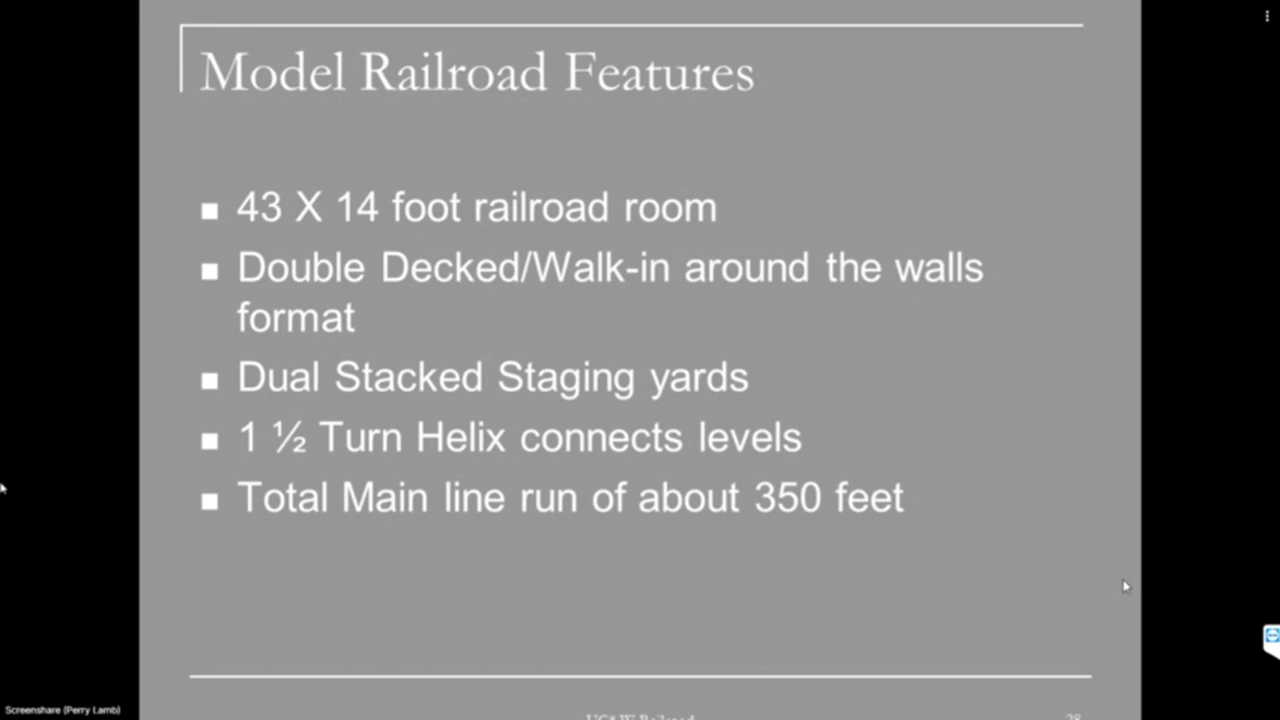 Model Railroad Features
43 X 14 foot railroad room
Double Decked/Walk-in around the walls
format
Dual Stacked Staging yards
1 ½ Turn Helix connects levels
Total Main line run of about 350 feet
Screenshare (Perry Lamb)
Railroad
28